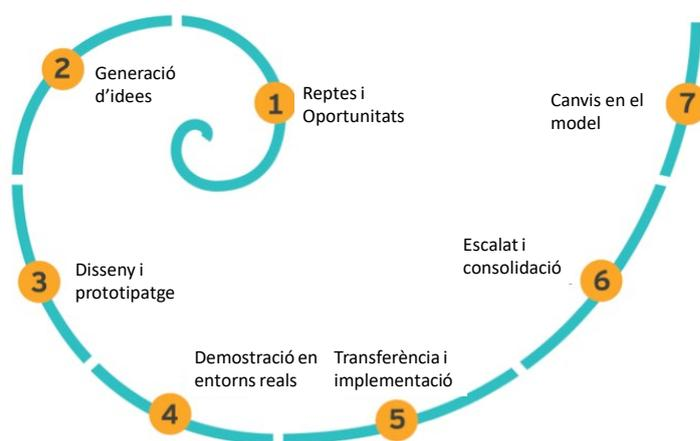 1
Reptes i
Oportunitats
2
Generació
d'idees
3
Disseny i
prototipatge
4
Demostració en
entorns reals
5
Transferència i
implementació
6
Escalat i
consolidació
7
Canvis en el
model